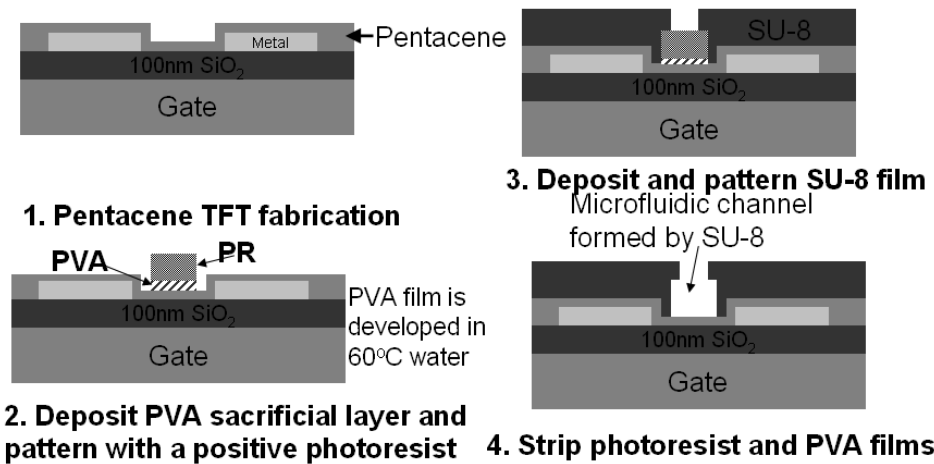 Metal
Pentacene
100nm SiO₂
Gate
1. Pentacene TFT fabrication
PVA
PR
100nm SiO₂
Gate
PVA film is
developed in
60°C water
2. Deposit PVA sacrificial layer and
pattern with a positive photoresist
SU-8
100nm SiO₂
Gate
3. Deposit and pattern SU-8 film
Microfluidic channel
formed by SU-8
100nm SiO₂
Gate
4. Strip photoresist and PVA films